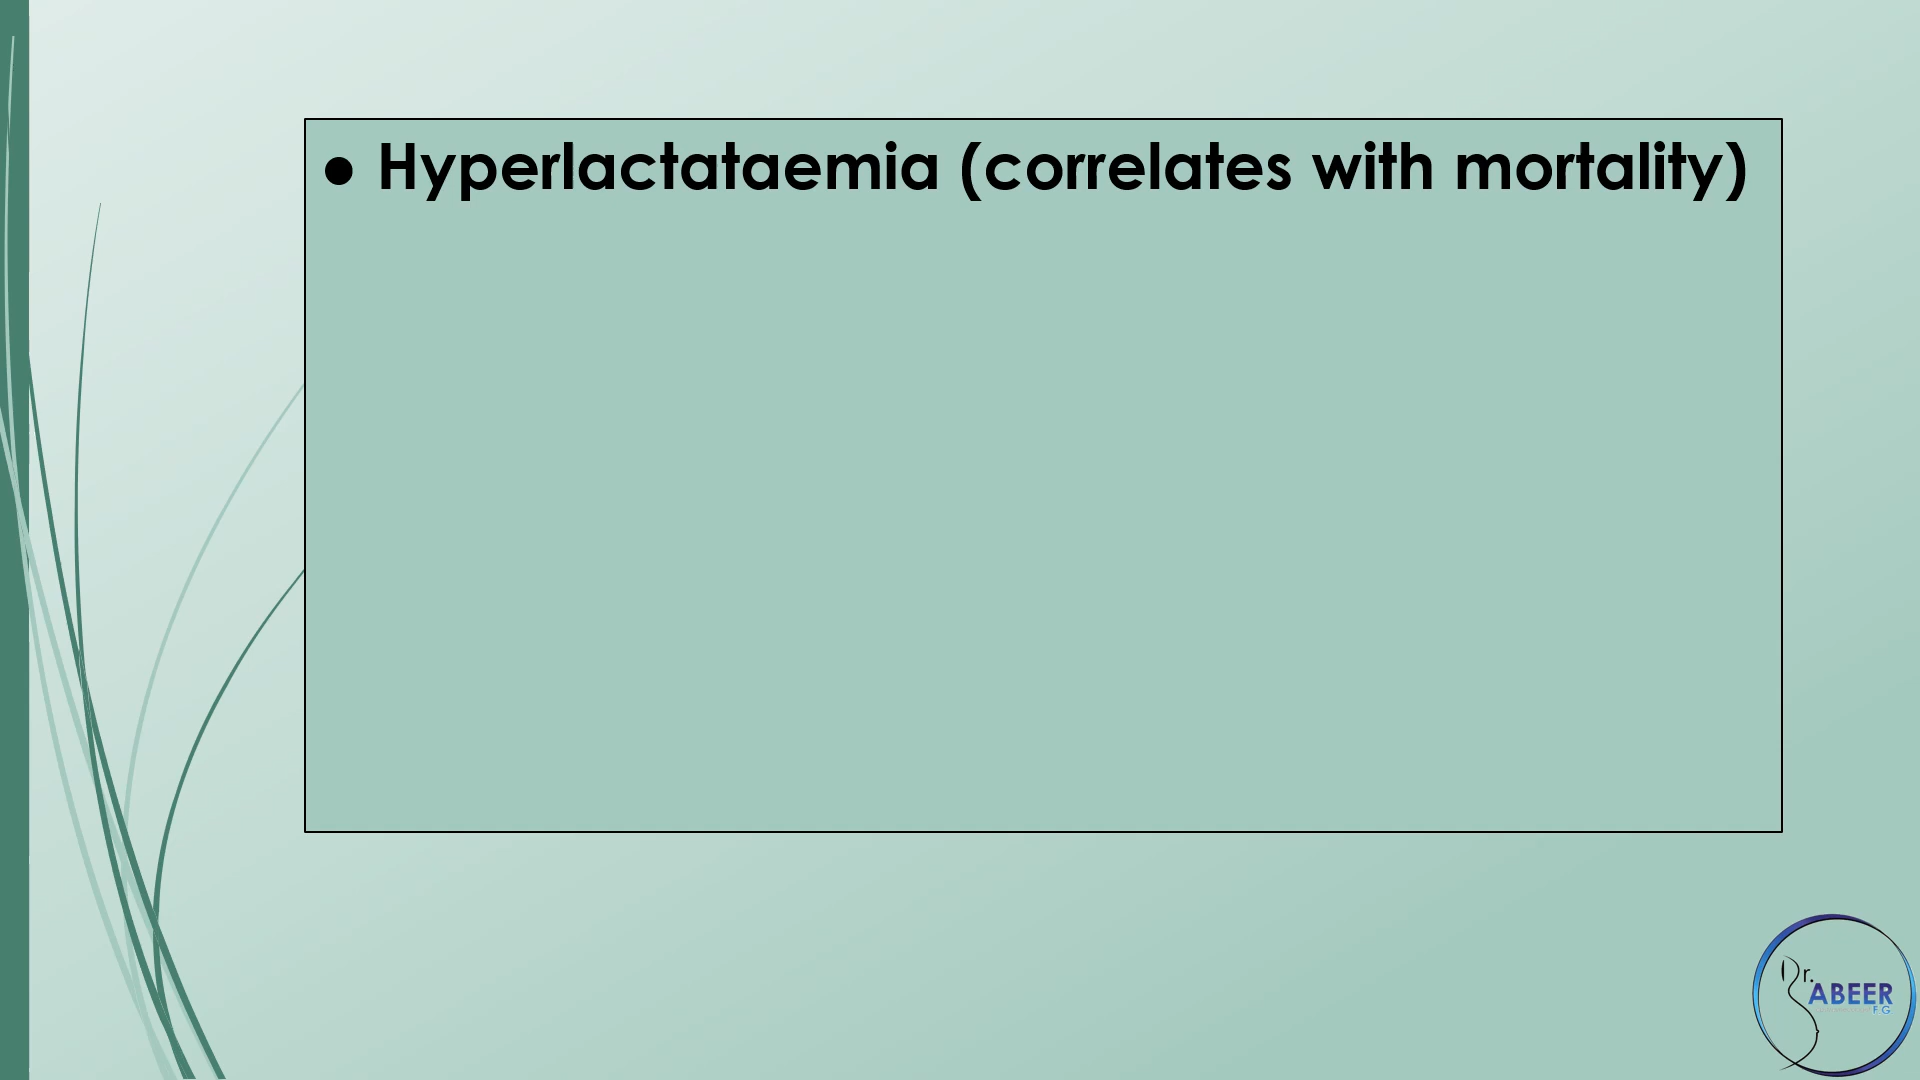 ● Hyperlactataemia (correlates with mortality)
Dr.
ABEER
F.G